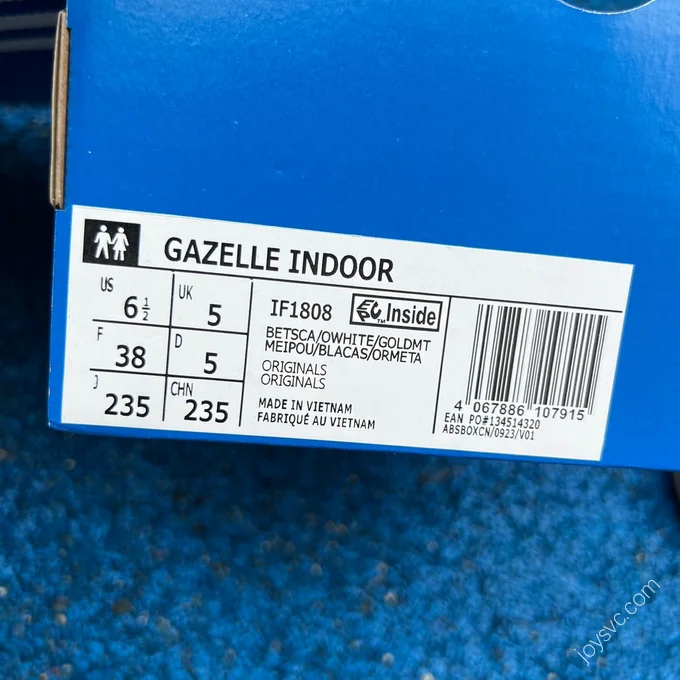 GAZELLE INDOOR
US 6 1/2 UK 5
F 38 D 5
J 235 CHN 235
IF1808 Inside
BETSCA/OWHITE/GOLDMT
MEIPOU/BLACAS/ORMETA
ORIGINALS
ORIGINALS
MADE IN VIETNAM
FABRIQUÉ AU VIETNAM
4 067886 107915
EAN PO#134514320
ABSBOXCN/0923/V01
joysvc.com